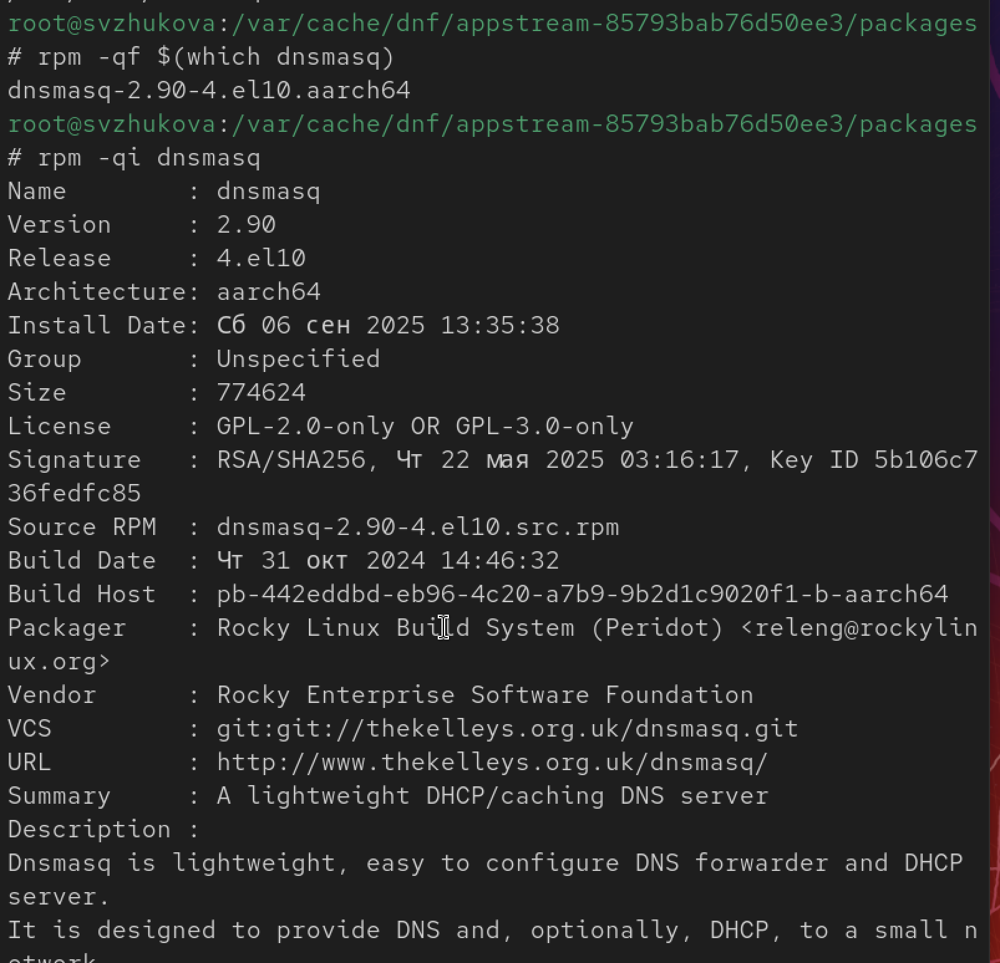 root@svzhukova:/var/cache/dnf/appstream-85793bab76d50ee3/packages
# rpm -qf $(which dnsmasq)
dnsmasq-2.90-4.el10.aarch64
root@svzhukova:/var/cache/dnf/appstream-85793bab76d50ee3/packages
# rpm -qi dnsmasq
Name        : dnsmasq
Version     : 2.90
Release     : 4.el10
Architecture: aarch64
Install Date: Сб 06 сен 2025 13:35:38
Group       : Unspecified
Size        : 774624
License     : GPL-2.0-only OR GPL-3.0-only
Signature   : RSA/SHA256, Чт 22 мая 2025 03:16:17, Key ID 5b106c7
36fedfc85
Source RPM  : dnsmasq-2.90-4.el10.src.rpm
Build Date  : Чт 31 окт 2024 14:46:32
Build Host  : pb-442eddbd-eb96-4c20-a7b9-9b2d1c9020f1-b-aarch64
Packager    : Rocky Linux Build System (Peridot) <releng@rockylin
ux.org>
Vendor      : Rocky Enterprise Software Foundation
VCS         : git:git://thekelleys.org.uk/dnsmasq.git
URL         : http://www.thekelleys.org.uk/dnsmasq/
Summary     : A lightweight DHCP/caching DNS server
Description :
Dnsmasq is lightweight, easy to configure DNS forwarder and DHCP
server.
It is designed to provide DNS and, optionally, DHCP, to a small n
etwork.